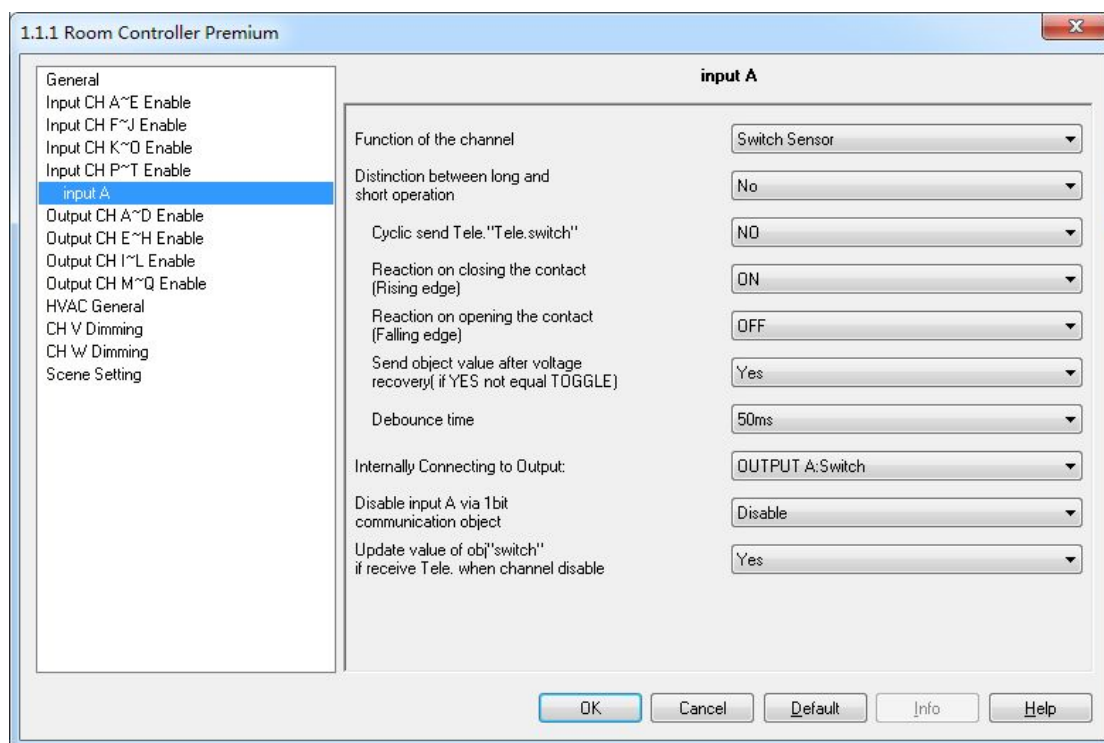 1.1.1 Room Controller Premium
General
Input CH A~E Enable
Input CH F~J Enable
Input CH K~O Enable
Input CH P~T Enable
input A
Output CH A~D Enable
Output CH E~H Enable
Output CH I~L Enable
Output CH M~Q Enable
HVAC General
CH V Dimming
CH W Dimming
Scene Setting
input A
Function of the channel
Switch Sensor
Distinction between long and
short operation
No
Cyclic send Tele."Tele.switch"
NO
Reaction on closing the contact
(Rising edge)
ON
Reaction on opening the contact
(Falling edge)
OFF
Send object value after voltage
recovery( if YES not equal TOGGLE)
Yes
Debounce time
50ms
Internally Connecting to Output:
OUTPUT A:Switch
Disable input A via 1bit
communication object
Disable
Update value of obj"switch"
if receive Tele. when channel disable
Yes
OK
Cancel
Default
Info
Help